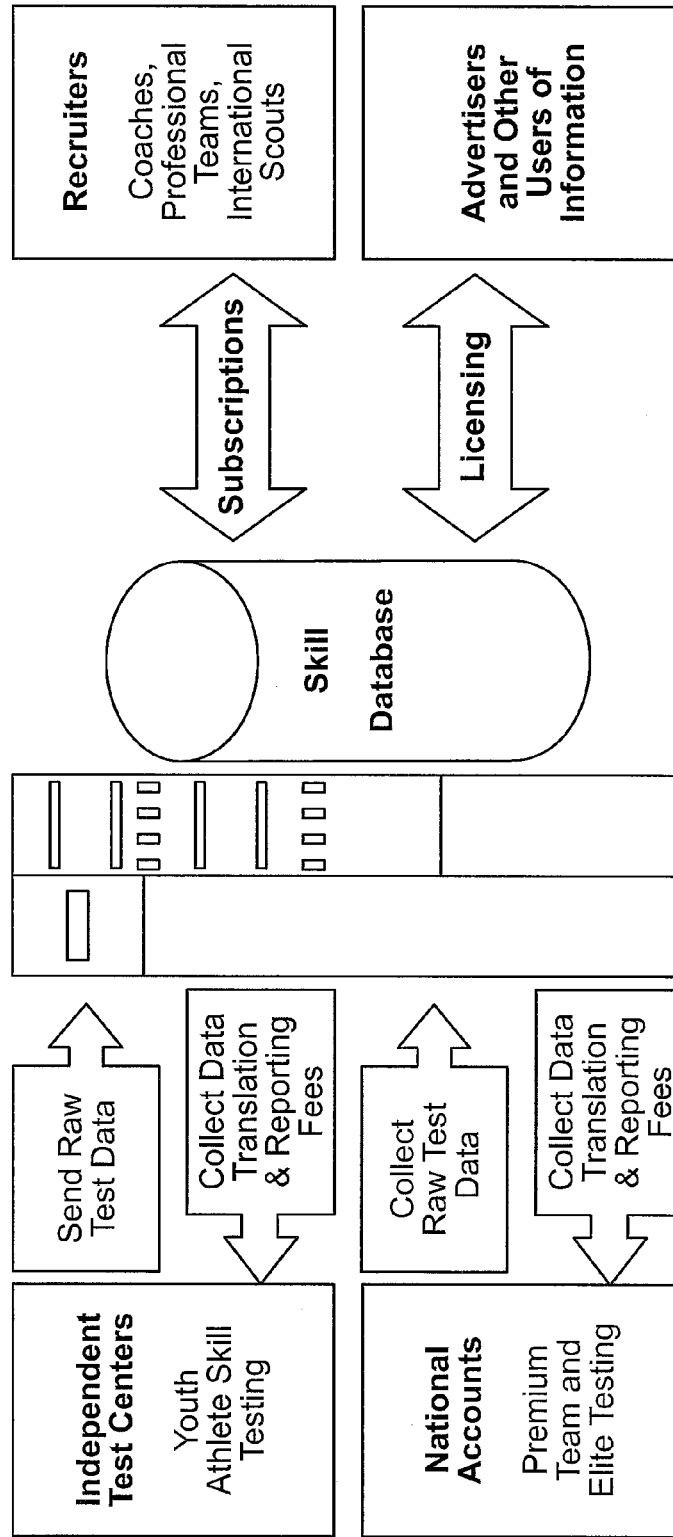 Independent
Test Centers
Youth
Athlete Skill
Testing
Send Raw
Test Data
Collect Data
Translation
& Reporting
Fees
National
Accounts
Premium
Team and
Elite Testing
Collect
Raw Test
Data
Collect Data
Translation
& Reporting
Fees
Skill
Database
Subscriptions
Licensing
Recruiters
Coaches,
Professional
Teams,
International
Scouts
Advertisers
and Other
Users of
Information